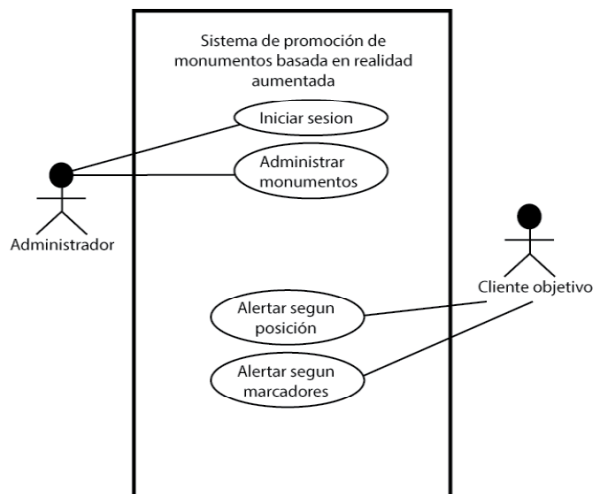 Sistema de promoción de
monumentos basada en realidad
aumentada
Iniciar sesion
Administrar
monumentos
Administrador
Cliente objetivo
Alertar segun
posición
Alertar segun
marcadores